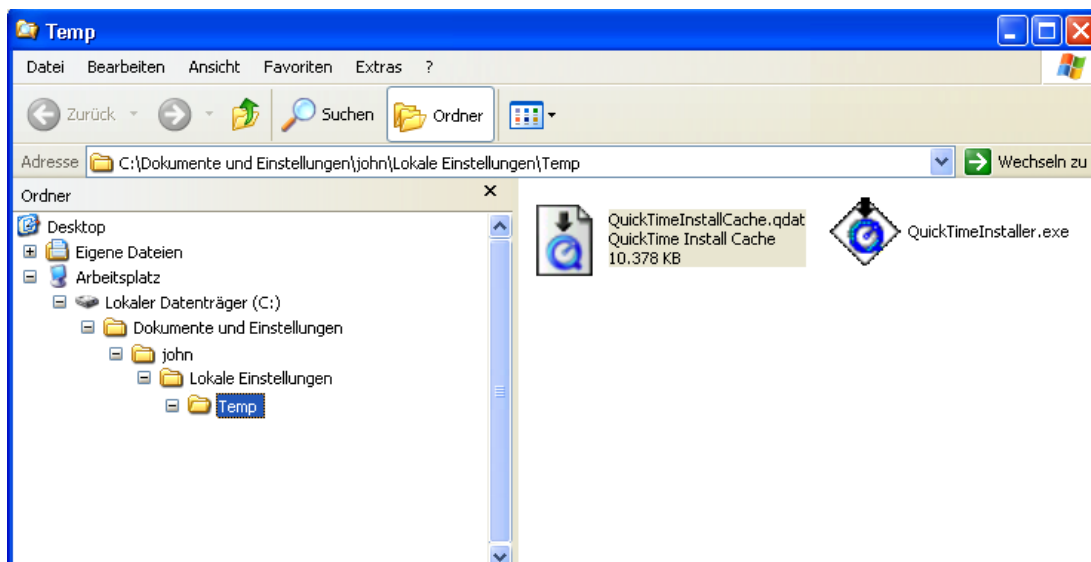 Temp
Datei Bearbeiten Ansicht Favoriten Extras ?
Zurück Suchen Ordner
Adresse C:\Dokumente und Einstellungen\john\Lokale Einstellungen\Temp Wechseln zu
Ordner
Desktop
Eigene Dateien
Arbeitsplatz
Lokaler Datenträger (C:)
Dokumente und Einstellungen
john
Lokale Einstellungen
Temp
QuickTimeInstallCache.qdat
QuickTime Install Cache
10.378 KB
QuickTimeInstaller.exe